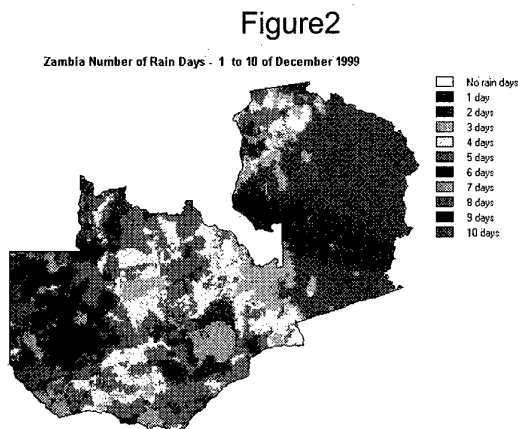 Figure2
Zambia Number of Rain Days - 1 to 10 of December 1999
No rain days
1 day
2 days
3 days
4 days
5 days
6 days
7 days
8 days
9 days
10 days